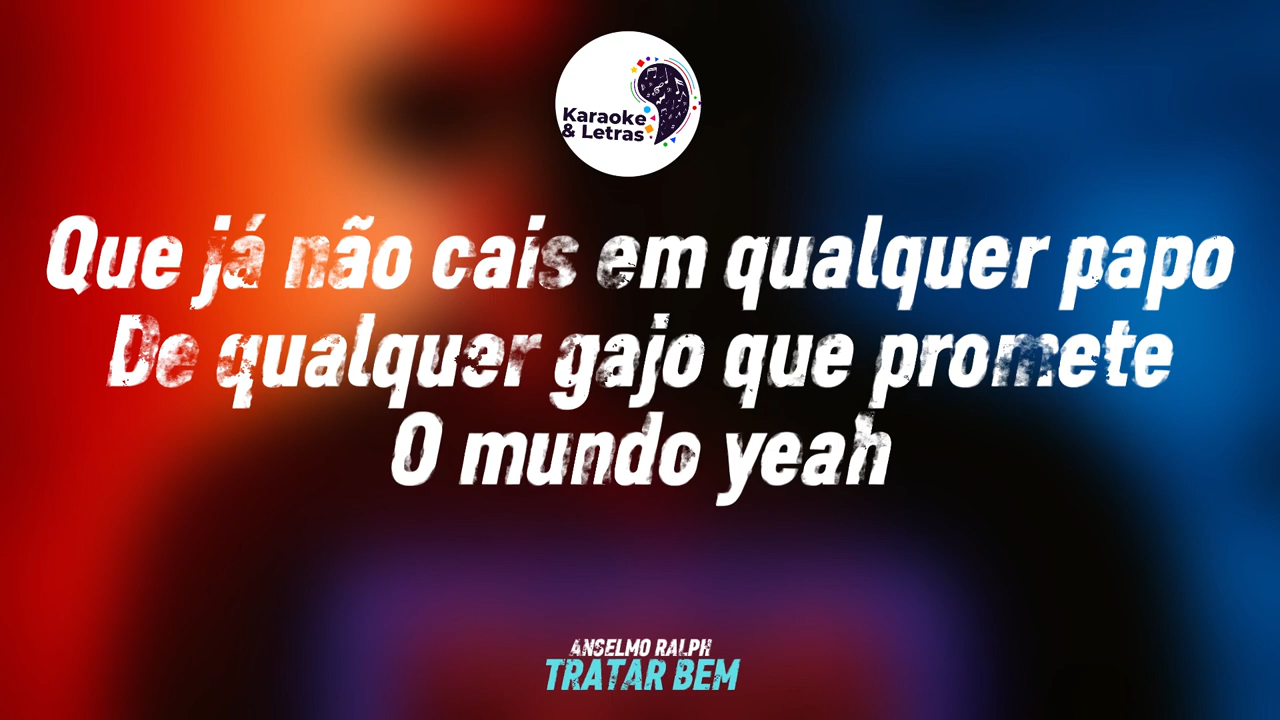 Karaoke
& Letras
Que já não cais em qualquer papo
De qualquer gajo que promete
O mundo yeah
ANSELMO RALPH
TRATAR BEM